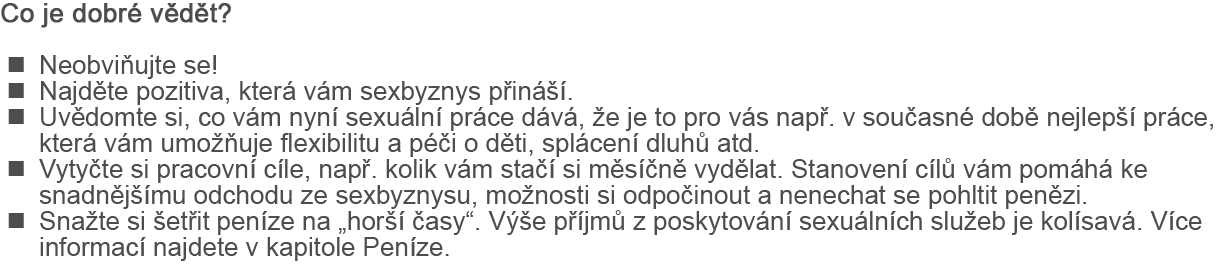 Co je dobré vědět?
■ Neobviňujte se!
■ Najděte pozitiva, která vám sexbyznys přináší.
■ Uvědomte si, co vám nyní sexuální práce dává, že je to pro vás např. v současné době nejlepší práce,
která vám umožňuje flexibilitu a péči o děti, splácení dluhů atd.
■ Vytyčte si pracovní cíle, např. kolik vám stačí si měsíčně vydělat. Stanovení cílů vám pomáhá ke
snadnějšímu odchodu ze sexbyznysu, možnosti si odpočinout a nenechat se pohltit penězi.
■ Snažte si šetřit peníze na „horší časy“. Výše příjmů z poskytování sexuálních služeb je kolísavá. Více
informací najdete v kapitole Peníze.